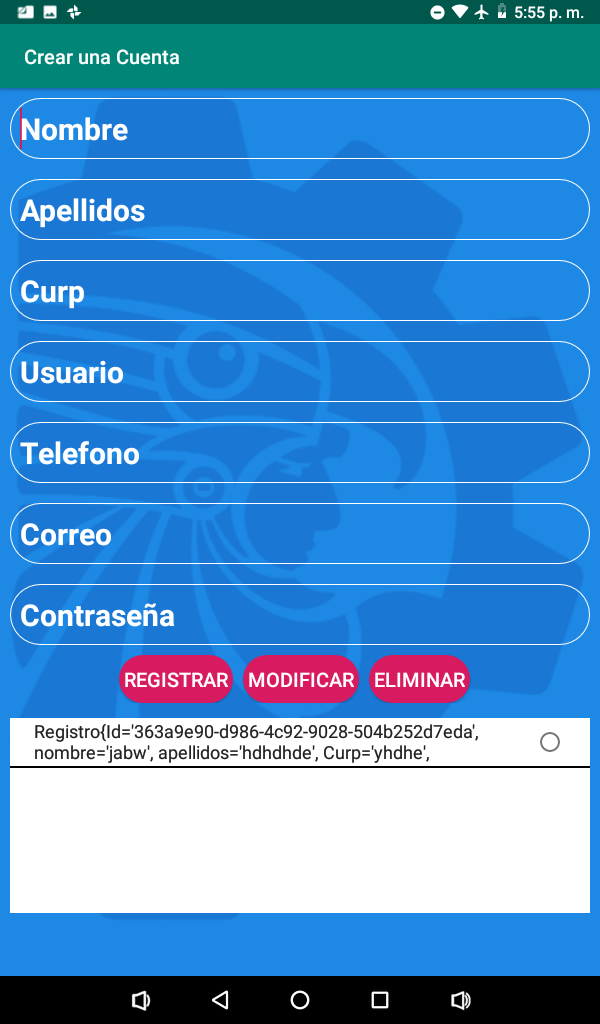 5:55 p. m.
Crear una Cuenta
Nombre
Apellidos
Curp
Usuario
Telefono
Correo
Contraseña
REGISTRAR MODIFICAR ELIMINAR
Registro{Id='363a9e90-d986-4c92-9028-504b252d7eda',
nombre='jabw', apellidos='hdhdhde', Curp='yhdhe',